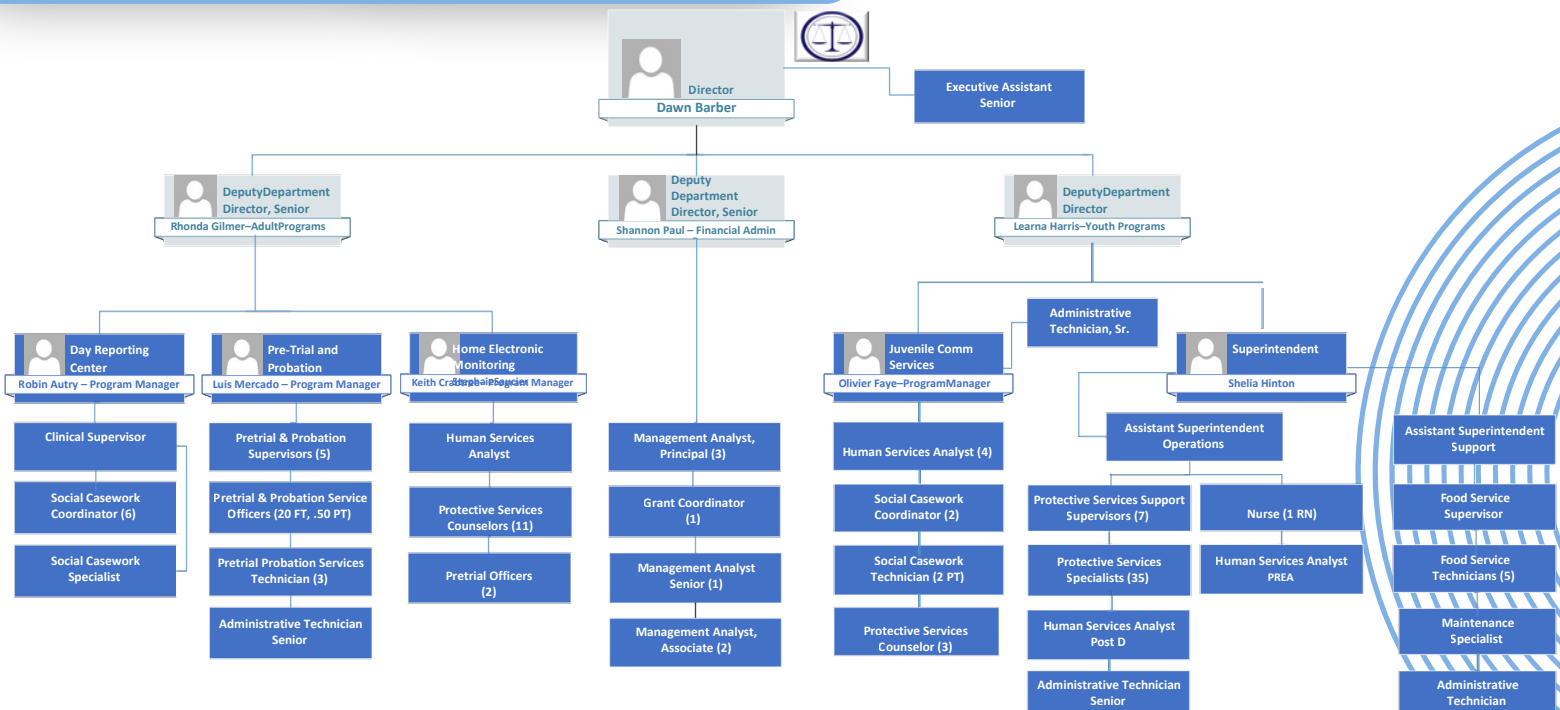 Director
Dawn Barber
Executive Assistant
Senior
DeputyDepartment
Director, Senior
Rhonda Gilmer–AdultPrograms
Deputy
Department
Director, Senior
Shannon Paul – Financial Admin
DeputyDepartment
Director
Learna Harris–Youth Programs
Administrative
Technician, Sr.
Day Reporting
Center
Robin Autry – Program Manager
Pre-Trial and
Probation
Luis Mercado – Program Manager
Home Electronic
Monitoring
Keith Program Manager
Juvenile Comm
Services
Olivier Faye–ProgramManager
Superintendent
Shelia Hinton
Clinical Supervisor
Social Casework
Coordinator (6)
Social Casework
Specialist
Pretrial & Probation
Supervisors (5)
Pretrial & Probation Service
Officers (20 FT, .50 PT)
Pretrial Probation Services
Technician (3)
Administrative Technician
Senior
Human Services
Analyst
Protective Services
Counselors (11)
Pretrial Officers
(2)
Management Analyst,
Principal (3)
Grant Coordinator
(1)
Management Analyst
Senior (1)
Management Analyst,
Associate (2)
Human Services Analyst (4)
Social Casework
Coordinator (2)
Social Casework
Technician (2 PT)
Protective Services
Counselor (3)
Assistant Superintendent
Operations
Protective Services Support
Supervisors (7)
Protective Services
Specialists (35)
Human Services Analyst
Post D
Administrative Technician
Senior
Nurse (1 RN)
Human Services Analyst
PREA
Assistant Superintendent
Support
Food Service
Supervisor
Food Service
Technicians (5)
Maintenance
Specialist
Administrative
Technician